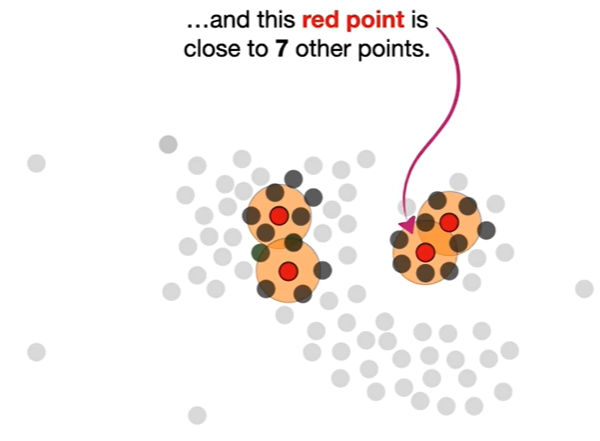 ...and this red point is
close to 7 other points.